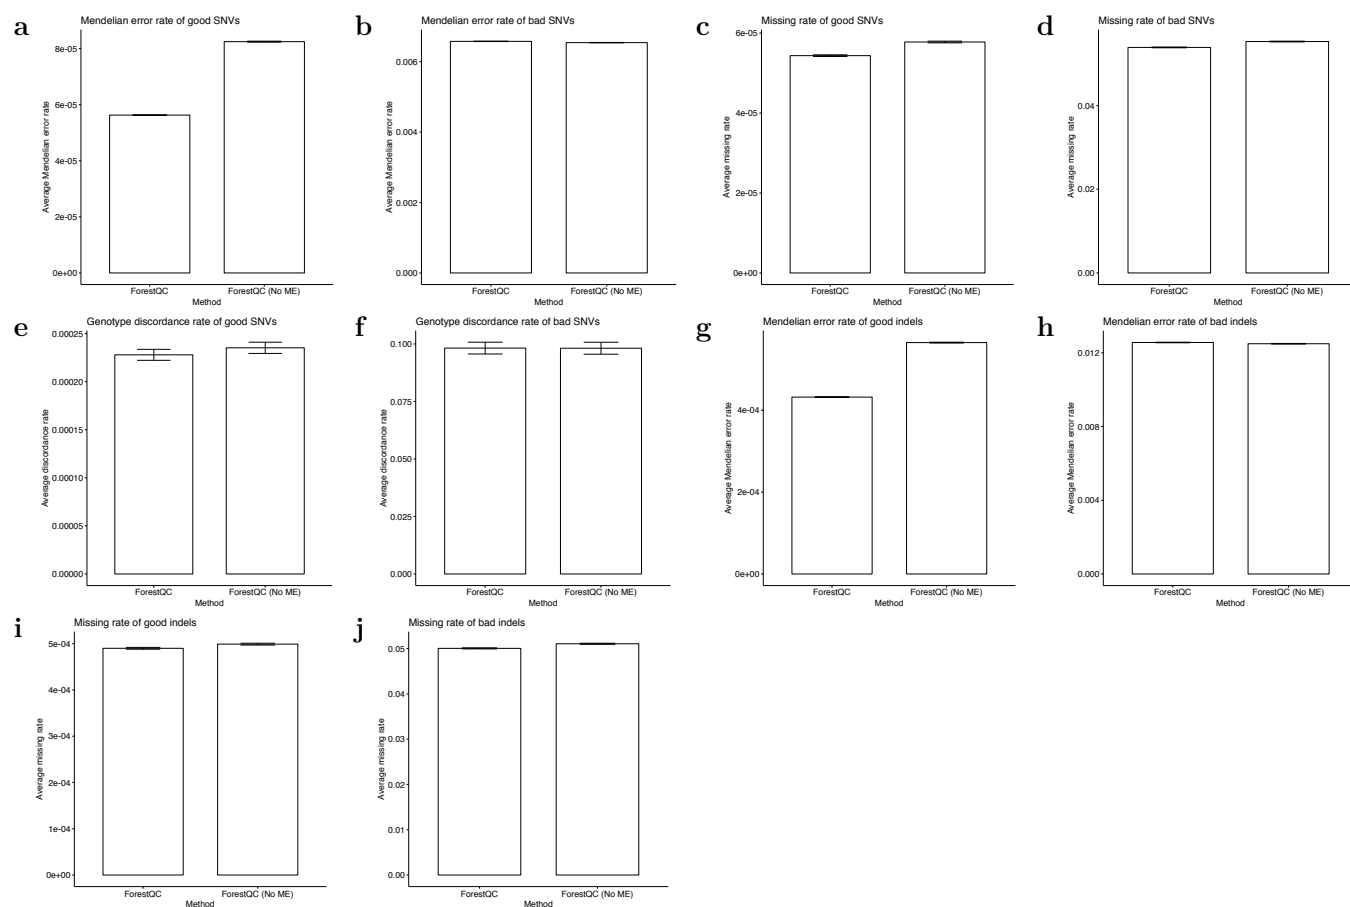 a
Mendelian error rate of good SNVs
Average Mendelian error rate
8e-05
6e-05
4e-05
2e-05
0e+00
ForestQC
ForestQC (No ME)
Method
b
Mendelian error rate of bad SNVs
Average Mendelian error rate
0.006
0.004
0.002
0.000
ForestQC
ForestQC (No ME)
Method
c
Missing rate of good SNVs
Average missing rate
6e-05
4e-05
2e-05
0e+00
ForestQC
ForestQC (No ME)
Method
d
Missing rate of bad SNVs
Average missing rate
0.04
0.02
0.00
ForestQC
ForestQC (No ME)
Method
e
Genotype discordance rate of good SNVs
Average discordance rate
0.00025
0.00020
0.00015
0.00010
0.00005
0.00000
ForestQC
ForestQC (No ME)
Method
f
Genotype discordance rate of bad SNVs
Average discordance rate
0.100
0.075
0.050
0.025
0.000
ForestQC
ForestQC (No ME)
Method
g
Mendelian error rate of good indels
Average Mendelian error rate
4e-04
2e-04
0e+00
ForestQC
ForestQC (No ME)
Method
h
Mendelian error rate of bad indels
Average Mendelian error rate
0.012
0.008
0.004
0.000
ForestQC
ForestQC (No ME)
Method
i
Missing rate of good indels
Average missing rate
5e-04
4e-04
3e-04
2e-04
1e-04
0e+00
ForestQC
ForestQC (No ME)
Method
j
Missing rate of bad indels
Average missing rate
0.05
0.04
0.03
0.02
0.01
0.00
ForestQC
ForestQC (No ME)
Method